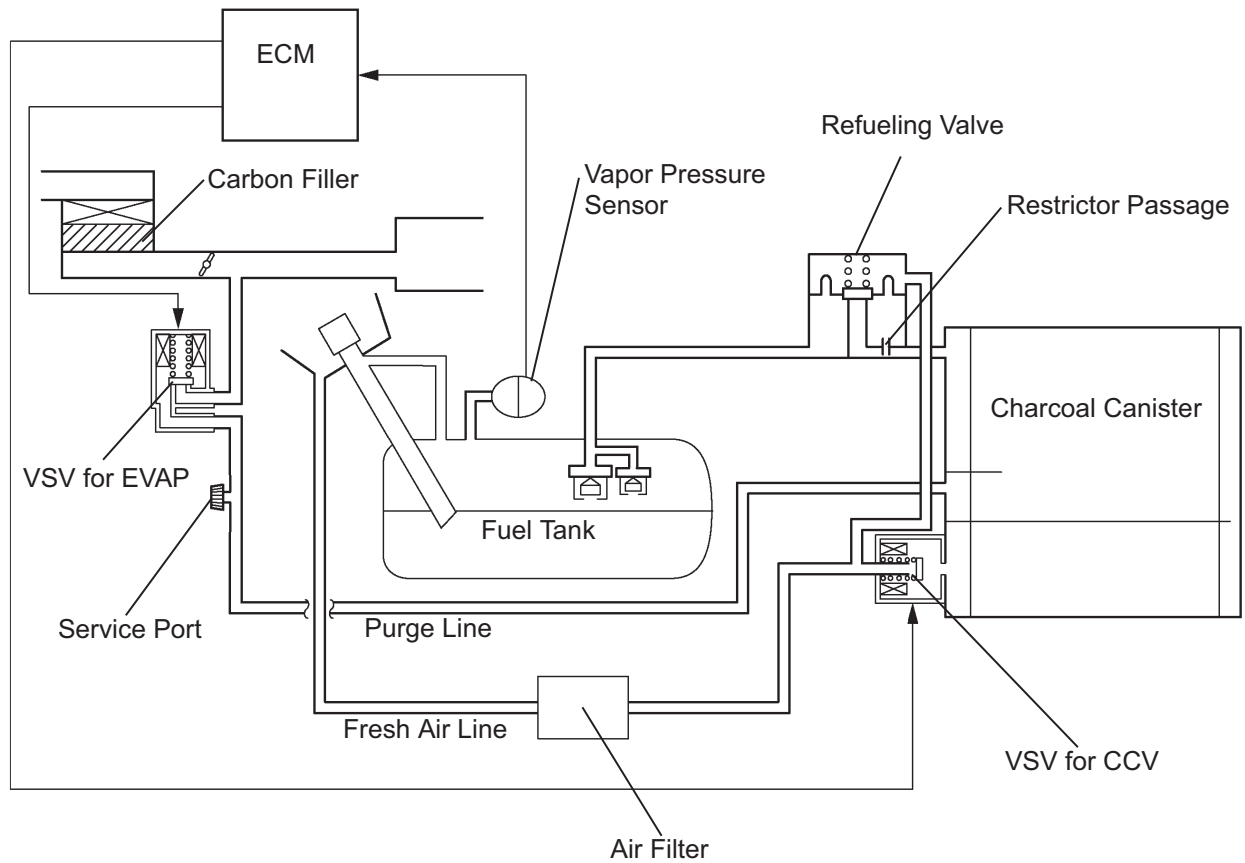 ECM
Refueling Valve
Carbon Filler
Vapor Pressure
Sensor
Restrictor Passage
Charcoal Canister
VSV for EVAP
Fuel Tank
Service Port
Purge Line
Fresh Air Line
VSV for CCV
Air Filter